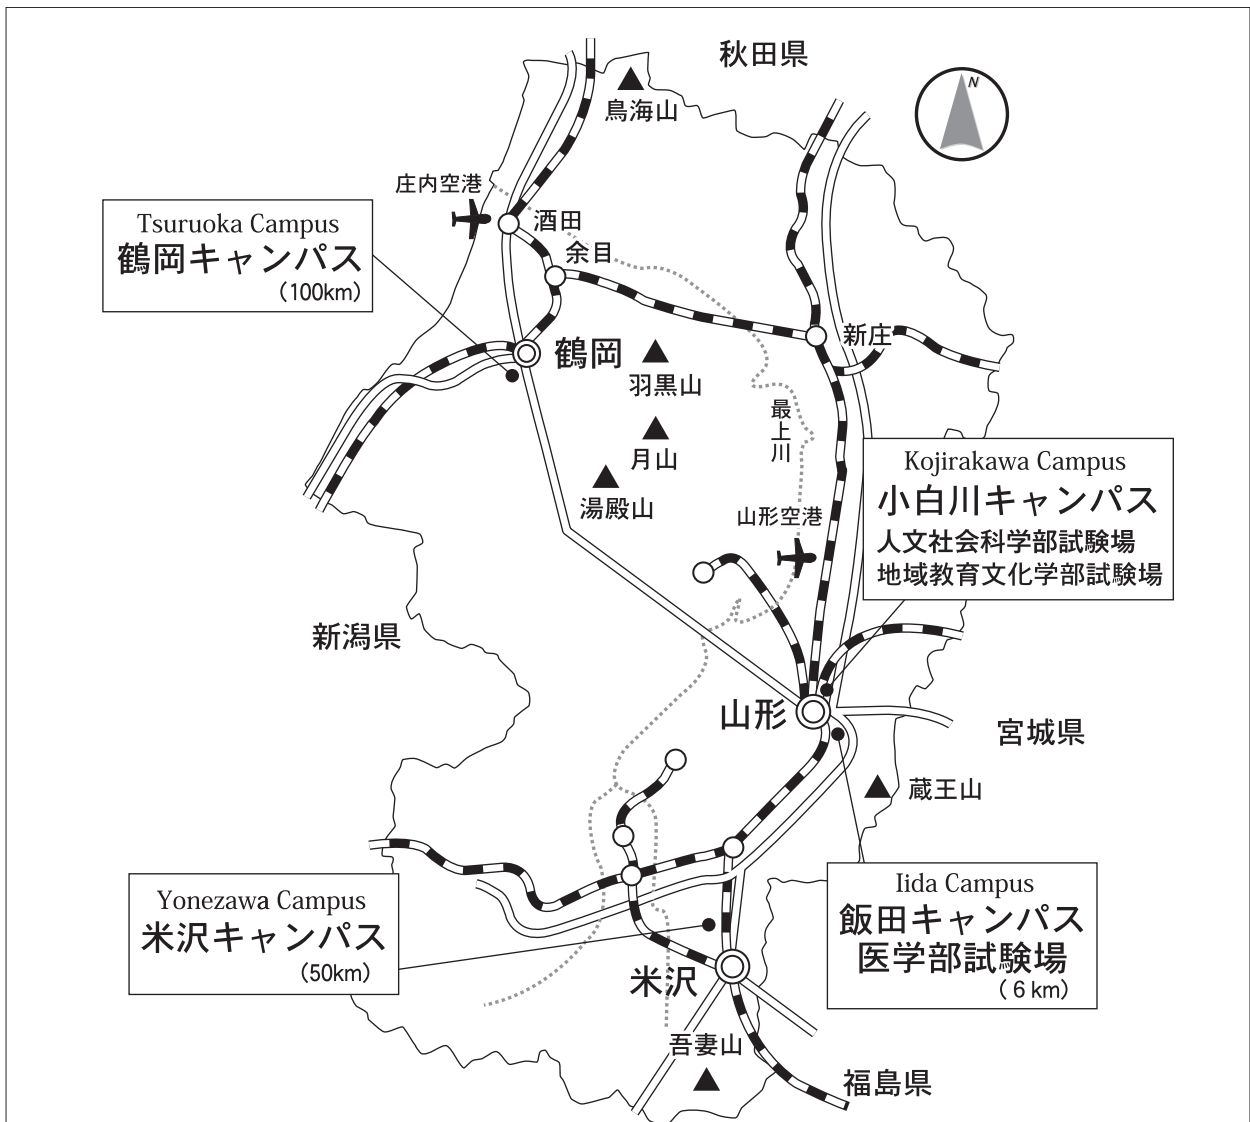 秋田県
N
鳥海山
庄内空港
酒田
Tsuruoka Campus
鶴岡キャンパス
(100km)
余目
新庄
鶴岡
羽黒山
最上川
月山
湯殿山
山形空港
Kojirakawa Campus
小白川キャンパス
人文社会科学部試験場
地域教育文化学部試験場
新潟県
山形
宮城県
蔵王山
Iida Campus
飯田キャンパス
医学部試験場
(6km)
Yonezawa Campus
米沢キャンパス
(50km)
米沢
吾妻山
福島県